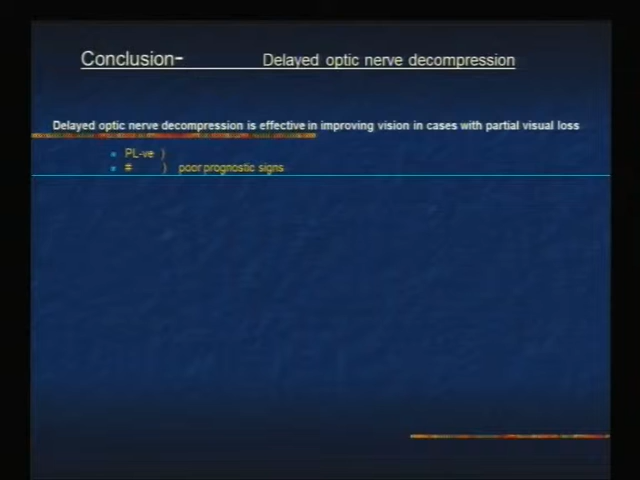 Conclusion- Delayed optic nerve decompression
Delayed optic nerve decompression is effective in improving vision in cases with partial visual loss
PL-ve )
# ) poor prognostic signs